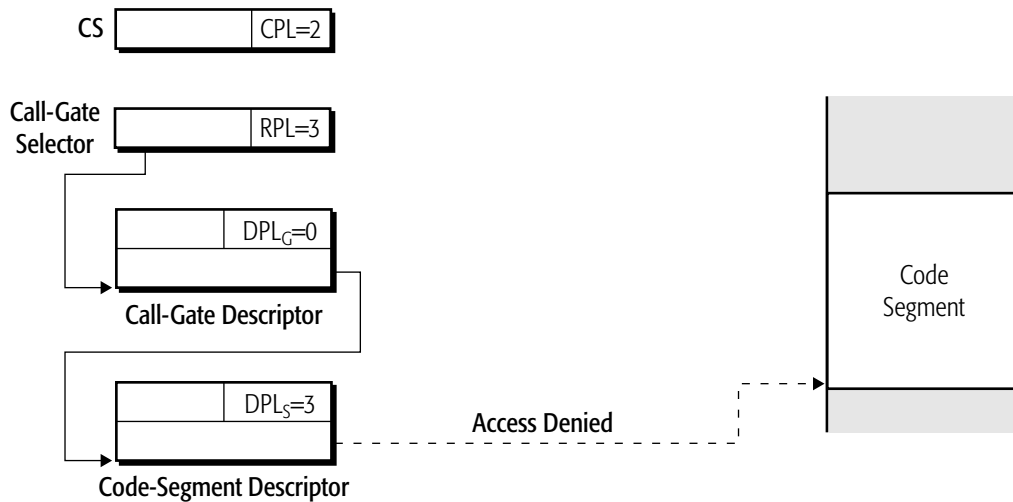 CS
CPL=2
Call-Gate
Selector
RPL=3
DPLG=0
Call-Gate Descriptor
DPLS=3
Code-Segment Descriptor
Access Denied
Code
Segment